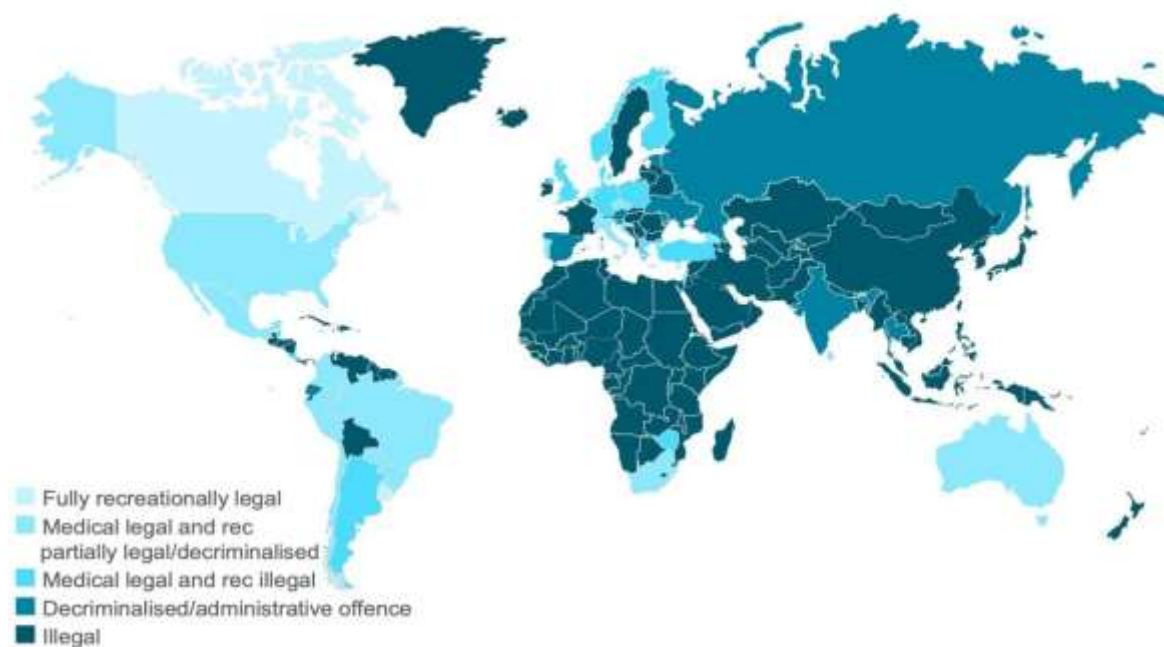 Fully recreationally legal
Medical legal and rec
partially legal/decriminalised
Medical legal and rec illegal
Decriminalised/administrative offence
Illegal